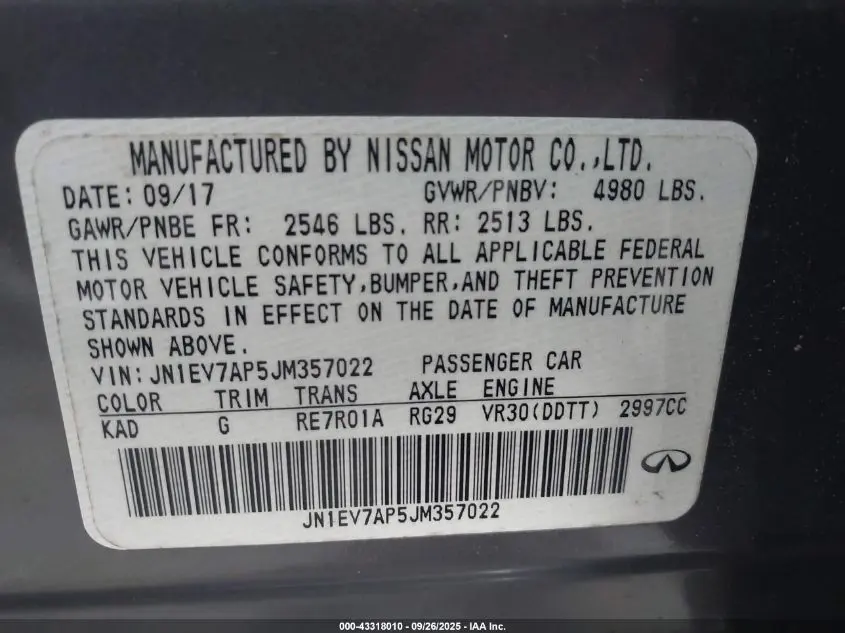 MANUFACTURED BY NISSAN MOTOR CO.,LTD.
DATE: 09/17 GVWR/PNBV: 4980 LBS.
GAWR/PNBE FR: 2546 LBS. RR: 2513 LBS.
THIS VEHICLE CONFORMS TO ALL APPLICABLE FEDERAL
MOTOR VEHICLE SAFETY,BUMPER,AND THEFT PREVENTION
STANDARDS IN EFFECT ON THE DATE OF MANUFACTURE
SHOWN ABOVE.
VIN: JN1EV7AP5JM357022 PASSENGER CAR
COLOR TRIM TRANS AXLE ENGINE
KAD G RE7R01A RG29 VR30(DDTT) 2997CC
JN1EV7AP5JM357022
000-43318010 - 09/26/2025 - IAA Inc.